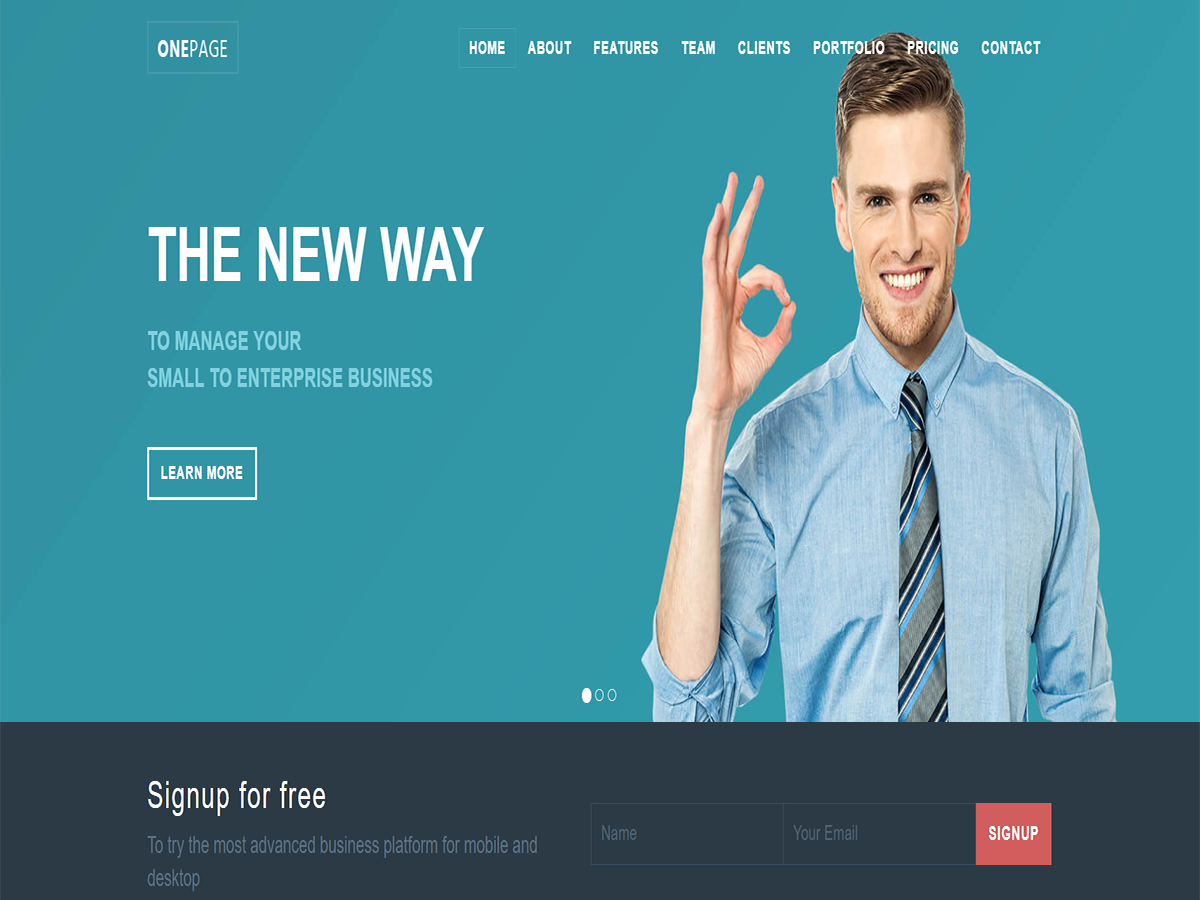 ONEPAGE
HOME ABOUT FEATURES TEAM CLIENTS PORTFOLIO PRICING CONTACT
THE NEW WAY
TO MANAGE YOUR
SMALL TO ENTERPRISE BUSINESS
LEARN MORE
Signup for free
To try the most advanced business platform for mobile and
desktop
Name
Your Email
SIGNUP